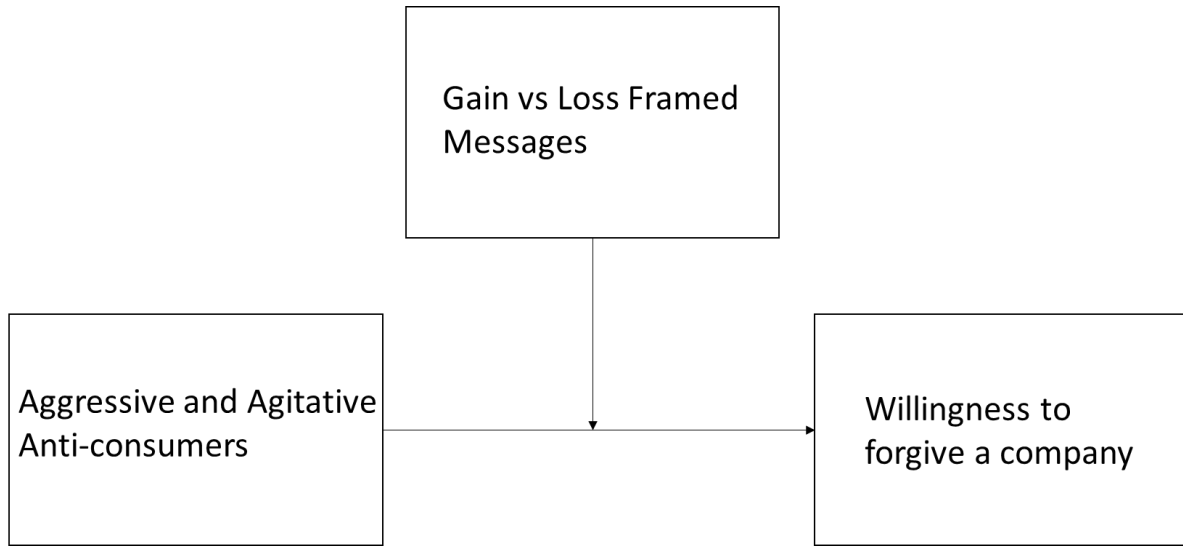 Gain vs Loss Framed
Messages
Aggressive and Agitative
Anti-consumers
Willingness to
forgive a company